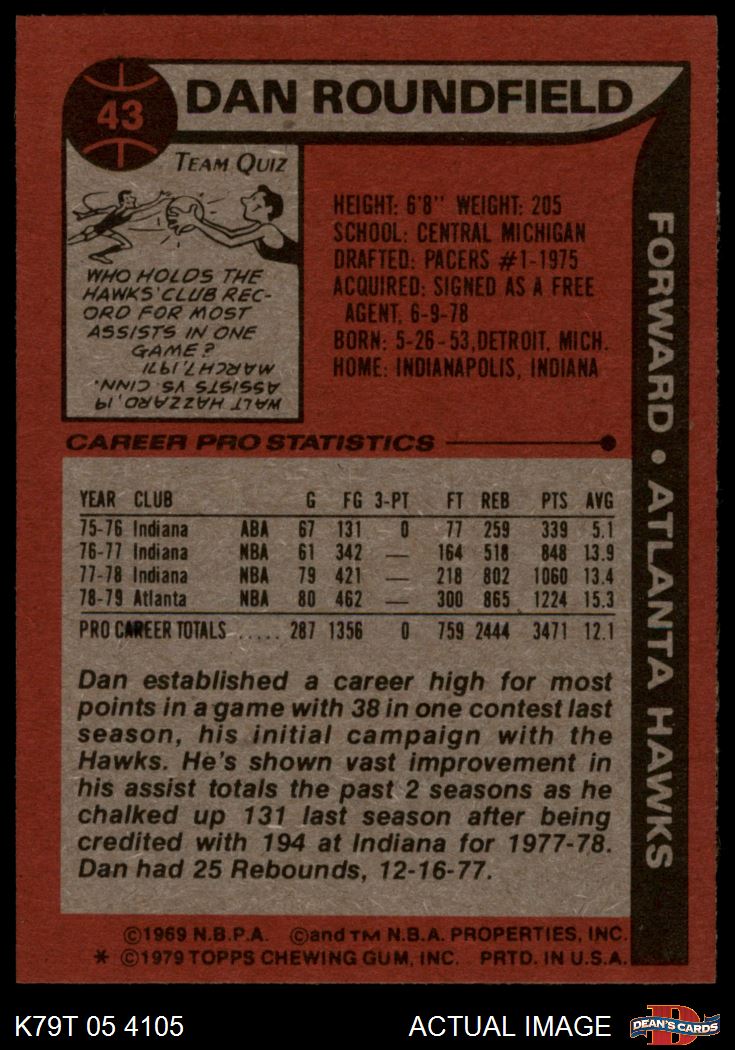 43
DAN ROUNDFIELD
TEAM QUIZ
WHO HOLDS THE
HAWKS' CLUB REC-
ORD FOR MOST
ASSISTS IN ONE
GAME?
WALT HAZZARD, 19
ASSISTS VS. CINN.
MARCH 7, 1971
HEIGHT: 6'8" WEIGHT: 205
SCHOOL: CENTRAL MICHIGAN
DRAFTED: PACERS #1-1975
ACQUIRED: SIGNED AS A FREE
AGENT, 6-9-78
BORN: 5-26-53, DETROIT, MICH.
HOME: INDIANAPOLIS, INDIANA
FORWARD • ATLANTA HAWKS
CAREER PRO STATISTICS
YEAR CLUB G FG 3-PT FT REB PTS AVG
75-76 Indiana ABA 67 131 0 77 259 339 5.1
76-77 Indiana NBA 61 342 — 164 518 848 13.9
77-78 Indiana NBA 79 421 — 218 802 1060 13.4
78-79 Atlanta NBA 80 462 — 300 865 1224 15.3
PRO CAREER TOTALS ..... 287 1356 0 759 2444 3471 12.1
Dan established a career high for most
points in a game with 38 in one contest last
season, his initial campaign with the
Hawks. He's shown vast improvement in
his assist totals the past 2 seasons as he
chalked up 131 last season after being
credited with 194 at Indiana for 1977-78.
Dan had 25 Rebounds, 12-16-77.
©1969 N.B.P.A. ©and TM N.B.A. PROPERTIES, INC.
* ©1979 TOPPS CHEWING GUM, INC. PRTD. IN U.S.A.
K79T 05 4105
ACTUAL IMAGE
DEAN'S CARDS